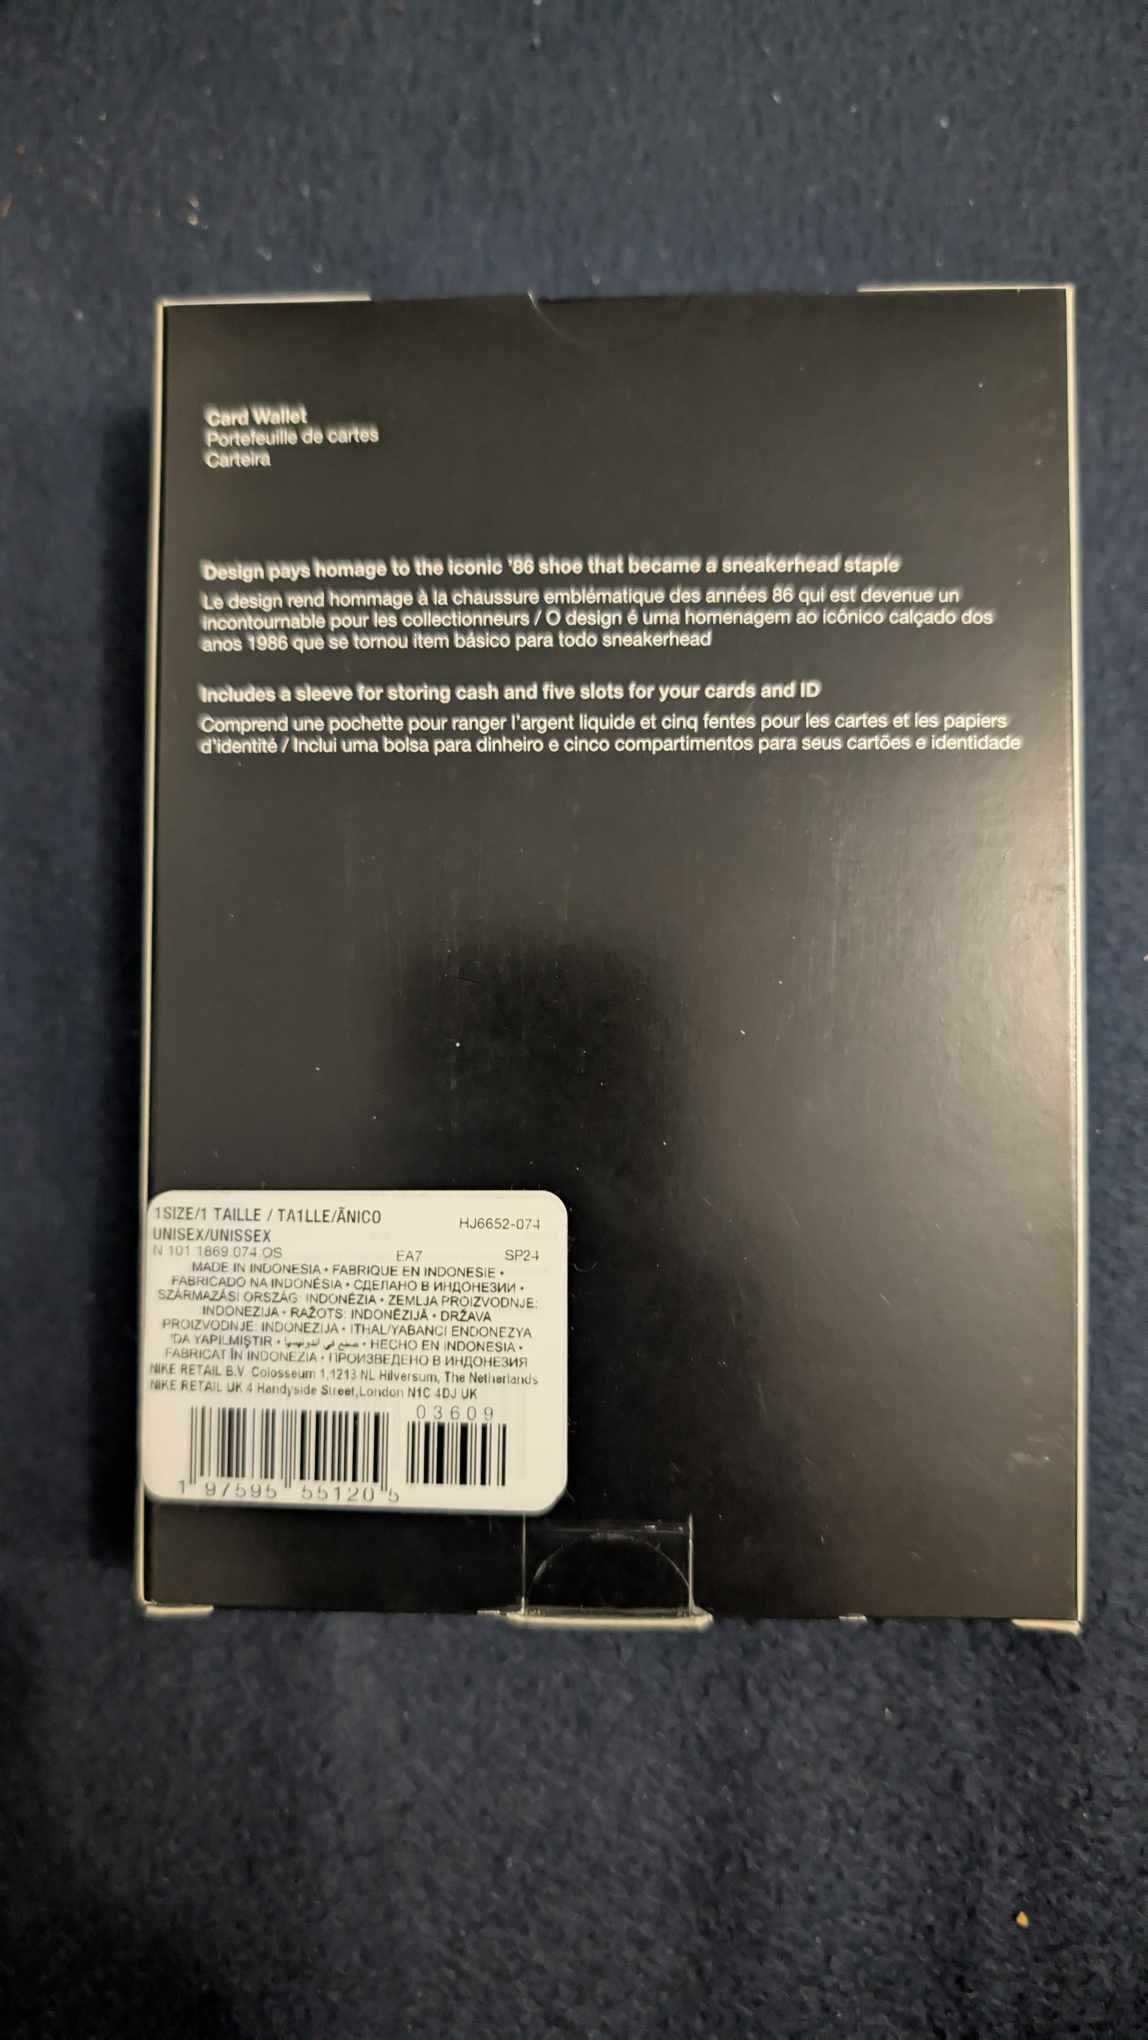 Card Wallet
Portefeuille de cartes
Carteira
Design pays homage to the iconic '86 shoe that became a sneakerhead staple
Le design rend hommage à la chaussure emblématique des années 86 qui est devenue un
incontournable pour les collectionneurs / O design é uma homenagem ao icônico calçado dos
anos 1986 que se tornou item básico para todo sneakerhead
Includes a sleeve for storing cash and five slots for your cards and ID
Comprend une pochette pour ranger l'argent liquide et cinq fentes pour les cartes et les papiers
d'identité / Inclui uma bolsa para dinheiro e cinco compartimentos para seus cartões e identidade
1SIZE/1 TAILLE / TA1LLE/ÃNICO HJ6652-074
UNISEX/UNISSEX
N 101 1869.074.OS EA7 SP24
MADE IN INDONESIA • FABRIQUE EN INDONESIE •
FABRICADO NA INDONÉSIA • СДЕЛАНО В ИНДОНЕЗИИ •
SZÁRMAZÁSI ORSZÁG: INDONÉZIA • ZEMLJA PROIZVODNJE:
INDONEZIJA • RAŽOTS: INDONĒZIJĀ • DRŽAVA
PROIZVODNJE: INDONEZIJA • ITHAL/YABANCI ENDONEZYA
'DA YAPILMIŞTIR • صنع في اندونيسيا • HECHO EN INDONESIA •
FABRICAT ÎN INDONEZIA • ПРОИЗВЕДЕНО В ИНДОНЕЗИЯ
NIKE RETAIL B.V. Colosseum 1,1213 NL Hilversum, The Netherlands
NIKE RETAIL UK 4 Handyside Street,London N1C 4DJ UK
03609
1 97595 55120 5